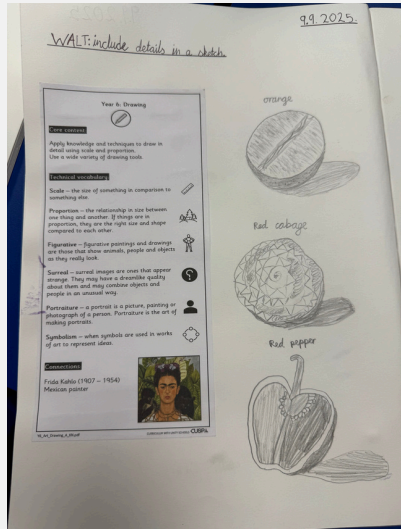 9.9.2025.
WALT: include details in a sketch
Year 6: Drawing
Core content:
Apply knowledge and techniques to draw in
detail using scale and proportion.
Use a wide variety of drawing tools
Technical vocabulary
Scale – the size of something in comparison to
something else.
Proportion – the relationship in size between
one thing and another. If things are in
proportion, they are the right size and shape
compared to each other.
Figurative – figurative paintings and drawings
are those that show animals, people and objects
as they really look.
Surreal – surreal images are ones that appear
strange. They may have a dreamlike quality
about them and may combine objects and
people in an unusual way.
Portraiture – a portrait is a picture, painting or
photograph of a person. Portraiture is the art of
making portraits.
Symbolism – when symbols are used in works
of art to represent ideas.
Connections
Frida Kahlo (1907 – 1954)
Mexican painter
CUSP
orange
Red cabage
Red pepper